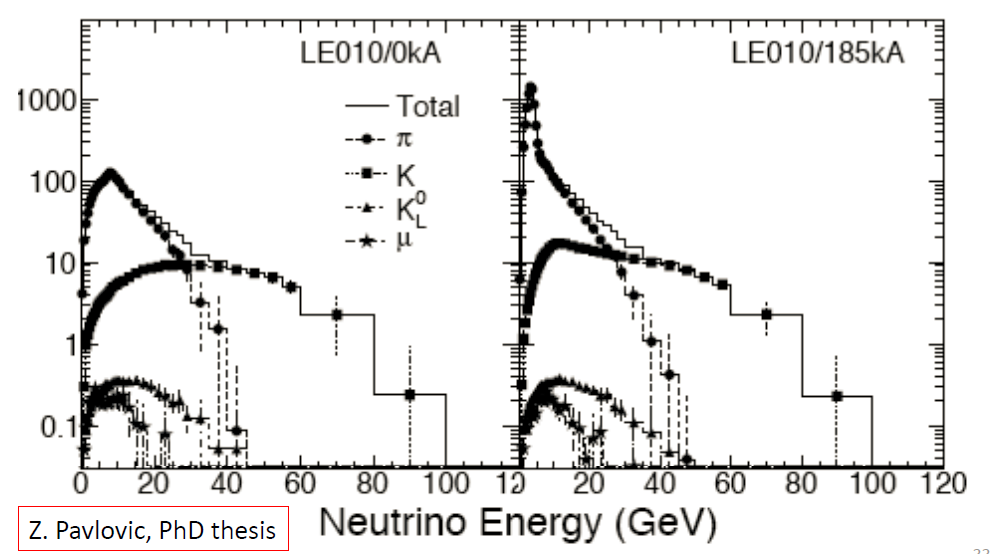 LE010/0kA
LE010/185kA
Total
π
K
K⁰L
μ
1000
100
10
1
0.1
0 20 40 60 80 100 12 20 40 60 80 100 120
Neutrino Energy (GeV)
Z. Pavlovic, PhD thesis